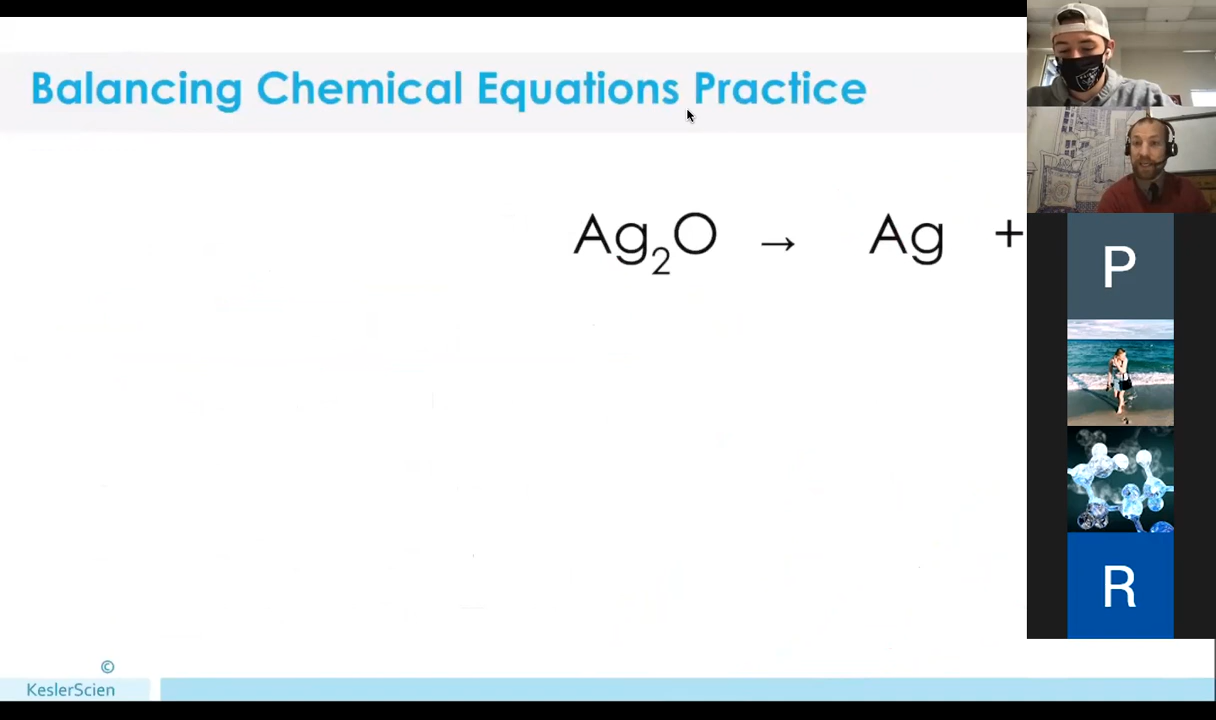 Balancing Chemical Equations Practice
Ag₂O → Ag +
P
R
©
KeslerScien